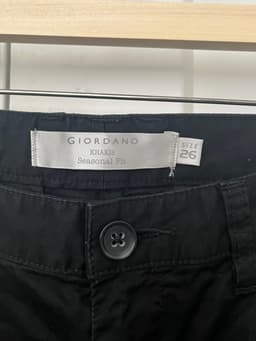 GIORDANO
KHAKIS
Seasonal Fit
SIZE
26